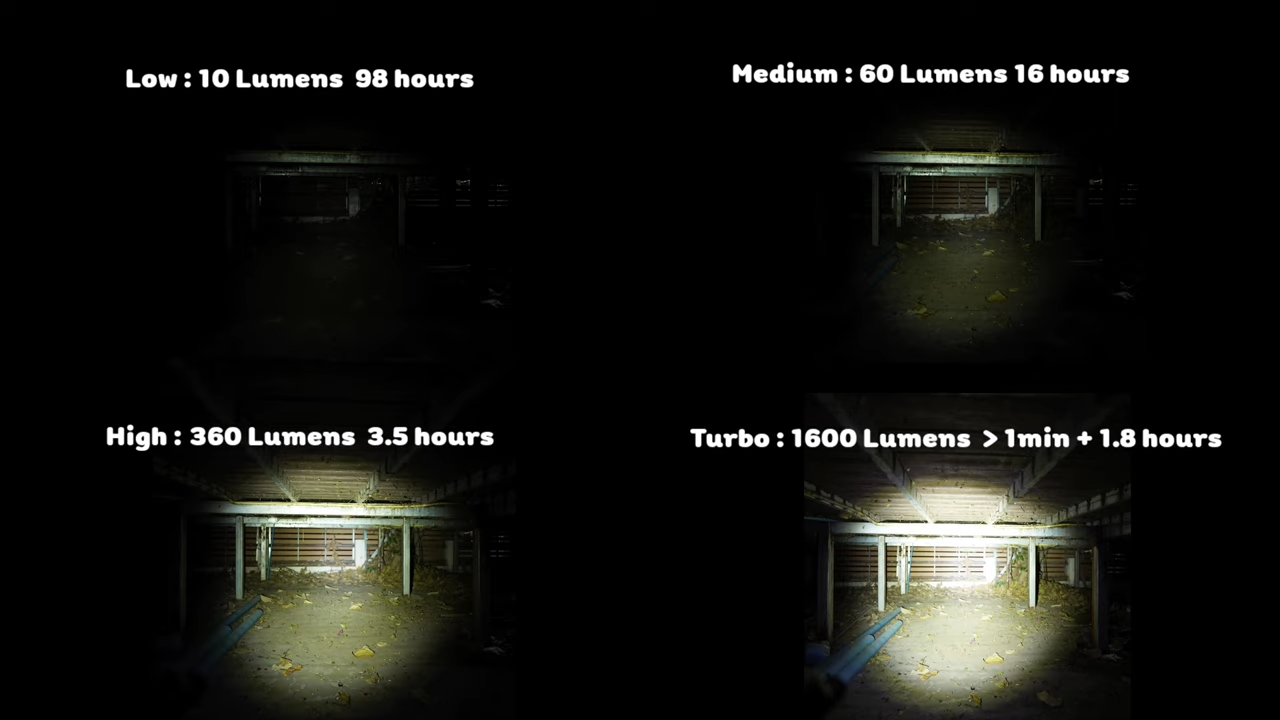 Low : 10 Lumens 98 hours
Medium : 60 Lumens 16 hours
High : 360 Lumens 3.5 hours
Turbo : 1600 Lumens > 1min + 1.8 hours